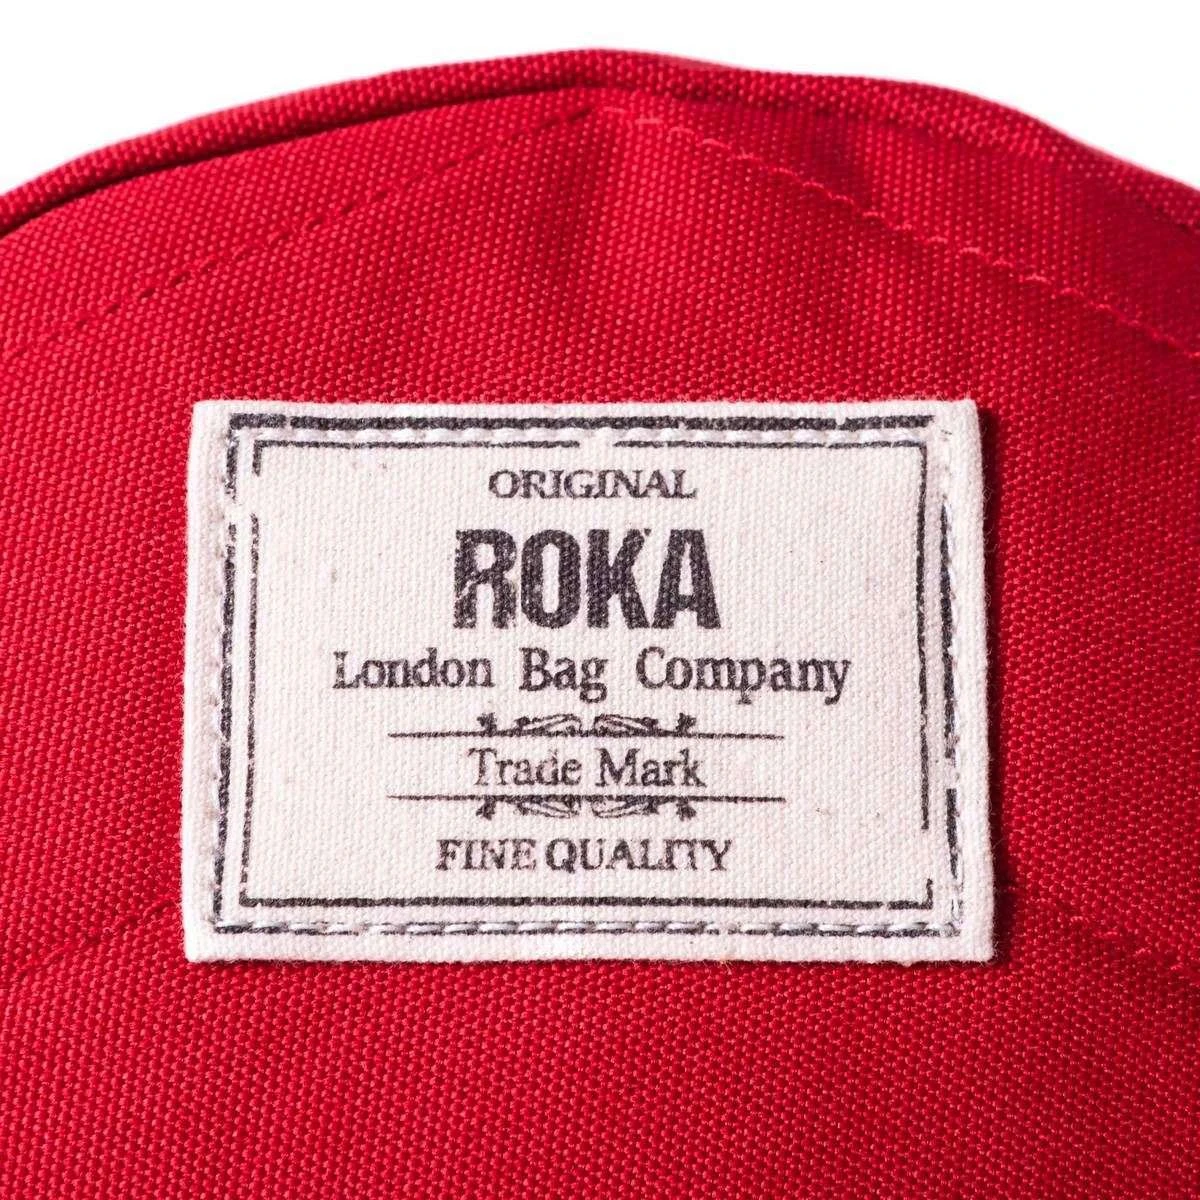 ORIGINAL
ROKA
London Bag Company
Trade Mark
FINE QUALITY